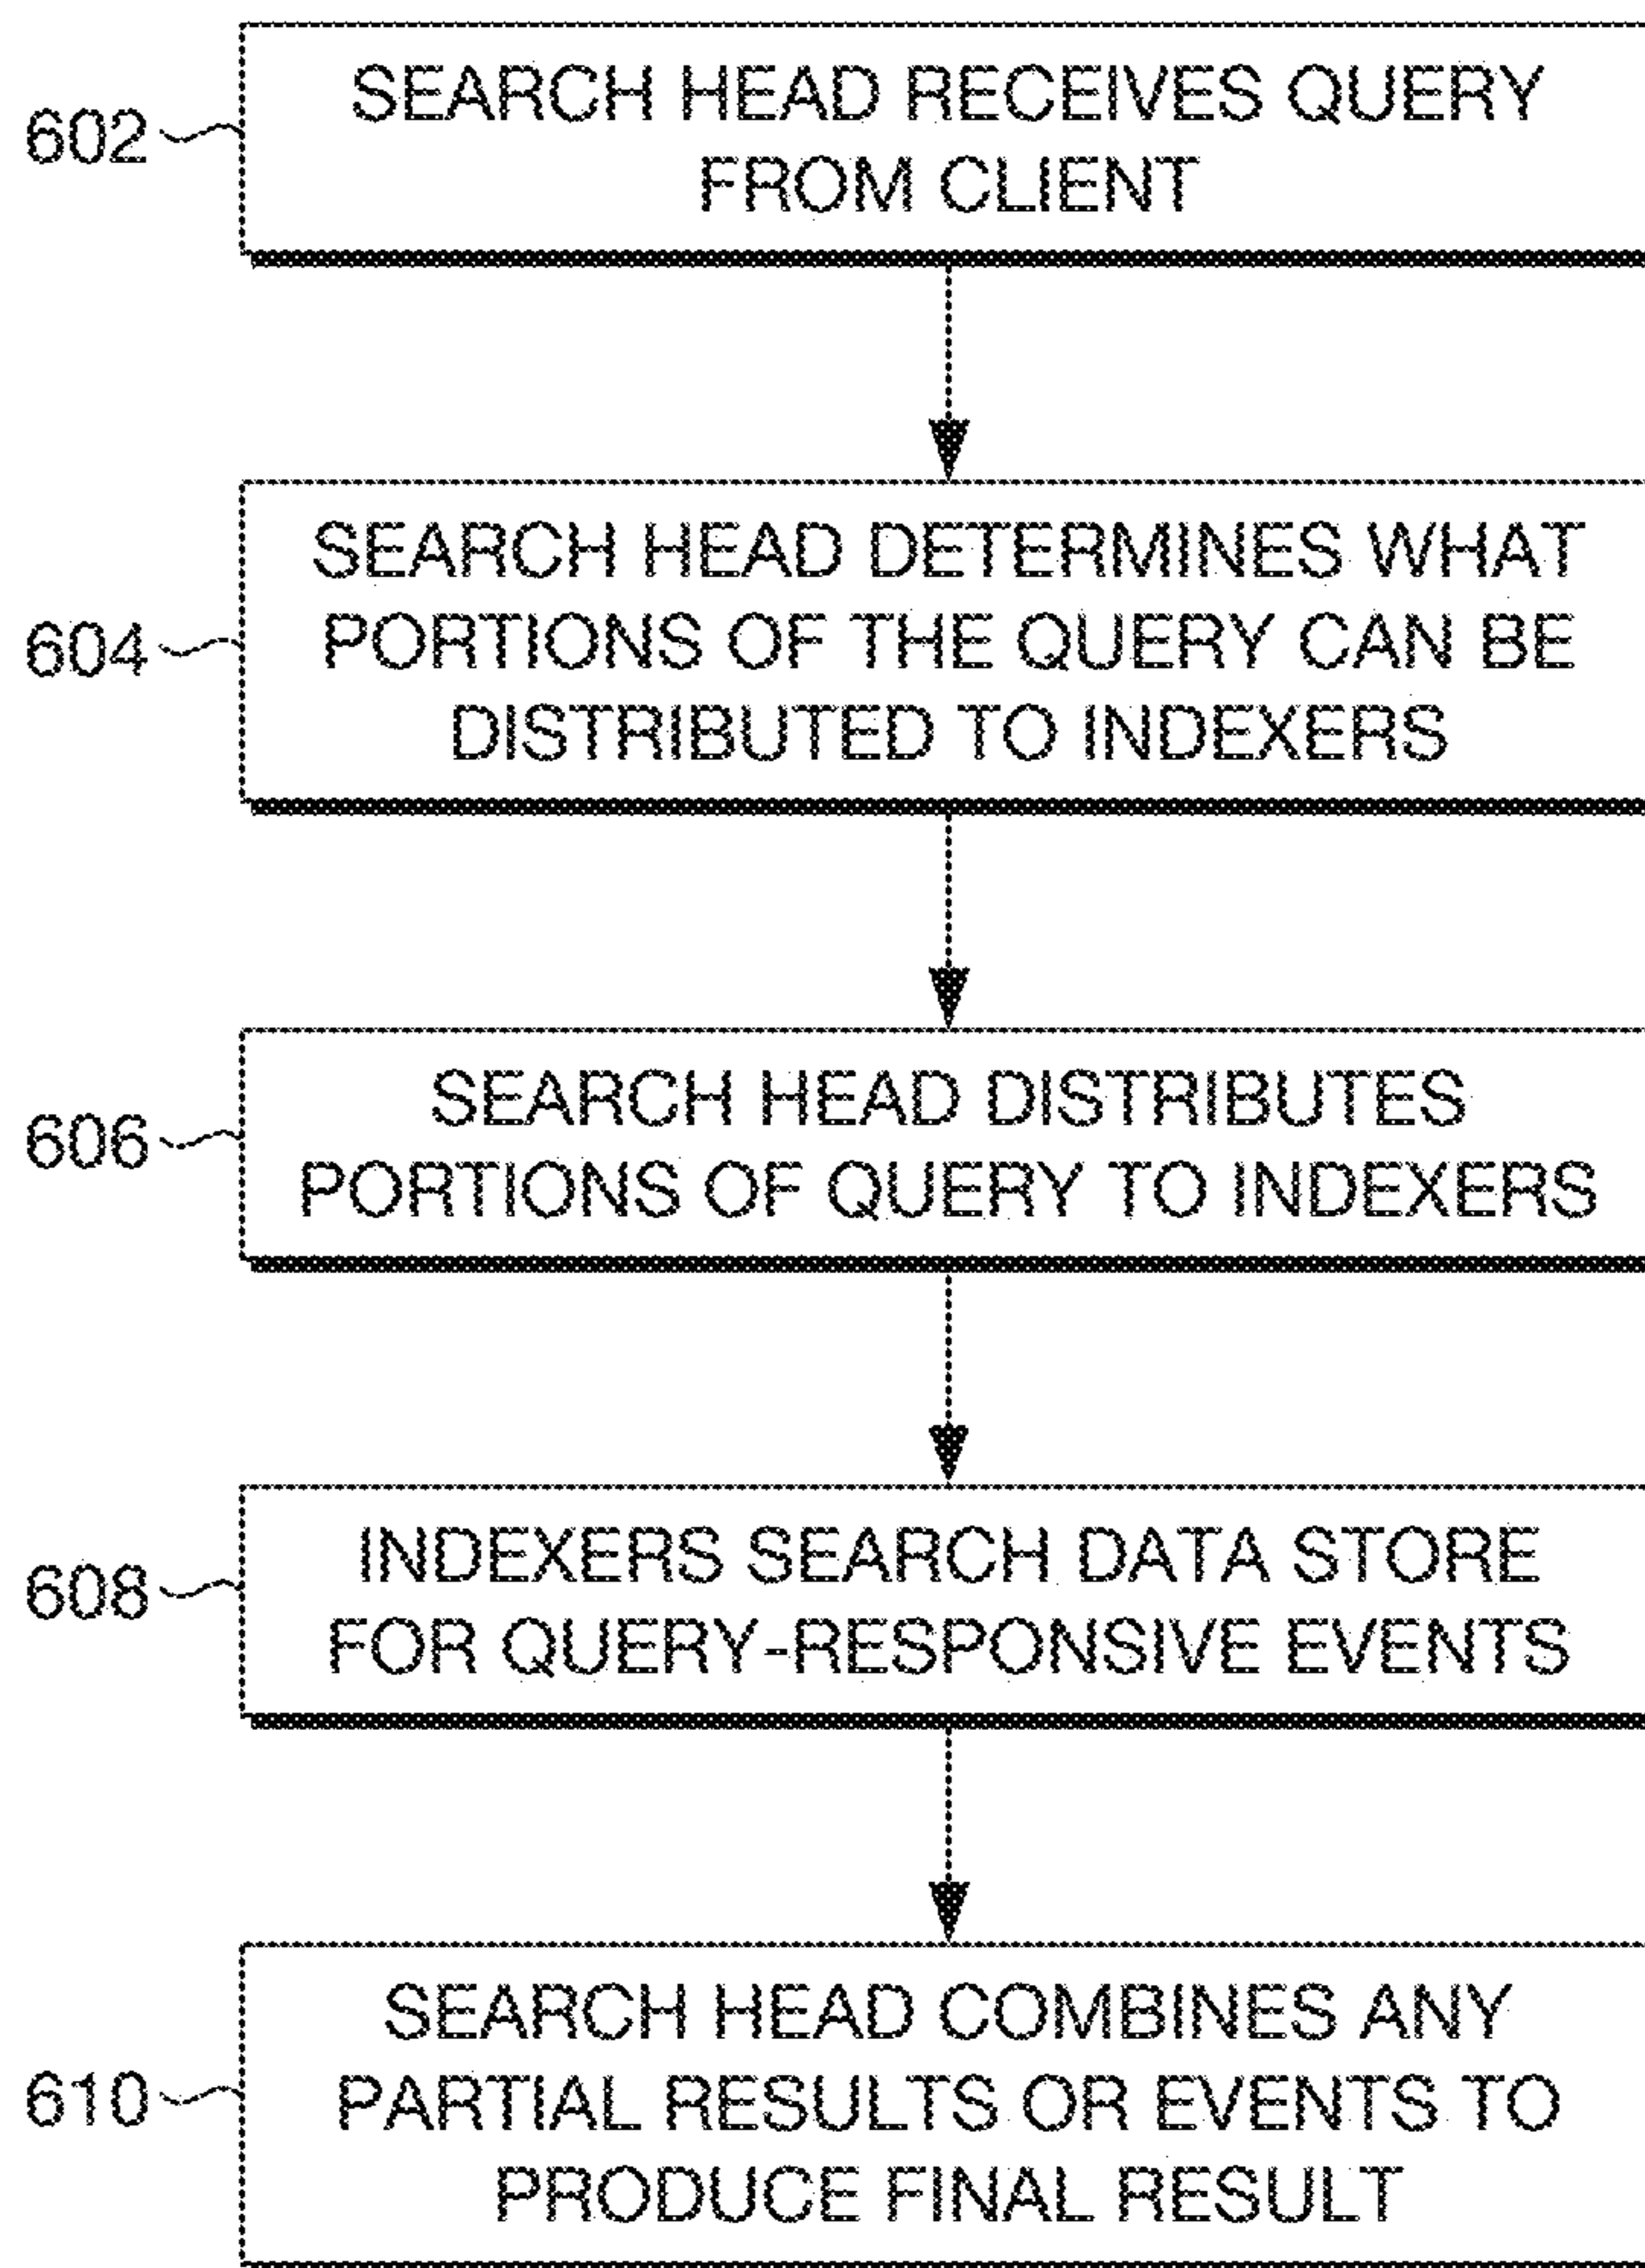 602
SEARCH HEAD RECEIVES QUERY
FROM CLIENT
604
SEARCH HEAD DETERMINES WHAT
PORTIONS OF THE QUERY CAN BE
DISTRIBUTED TO INDEXERS
606
SEARCH HEAD DISTRIBUTES
PORTIONS OF QUERY TO INDEXERS
608
INDEXERS SEARCH DATA STORE
FOR QUERY-RESPONSIVE EVENTS
610
SEARCH HEAD COMBINES ANY
PARTIAL RESULTS OR EVENTS TO
PRODUCE FINAL RESULT